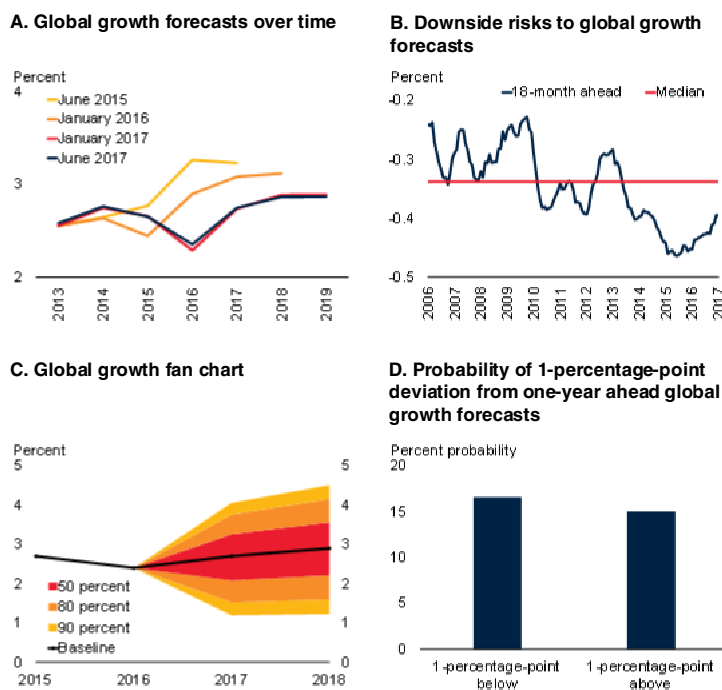 A. Global growth forecasts over time
Percent
4
June 2015
January 2016
January 2017
June 2017
3
2
2013
2014
2015
2016
2017
2018
2019
B. Downside risks to global growth
forecasts
Percent
18-month ahead
Median
-0.2
-0.3
-0.4
-0.5
2006
2007
2008
2009
2010
2011
2012
2013
2014
2015
2016
2017
C. Global growth fan chart
Percent
5 5
4 4
3 3
2 2
1 1
0 0
50 percent
80 percent
90 percent
Baseline
2015 2016 2017 2018
D. Probability of 1-percentage-point
deviation from one-year ahead global
growth forecasts
Percent probability
20
15
10
5
0
1-percentage-point
below
1-percentage-point
above